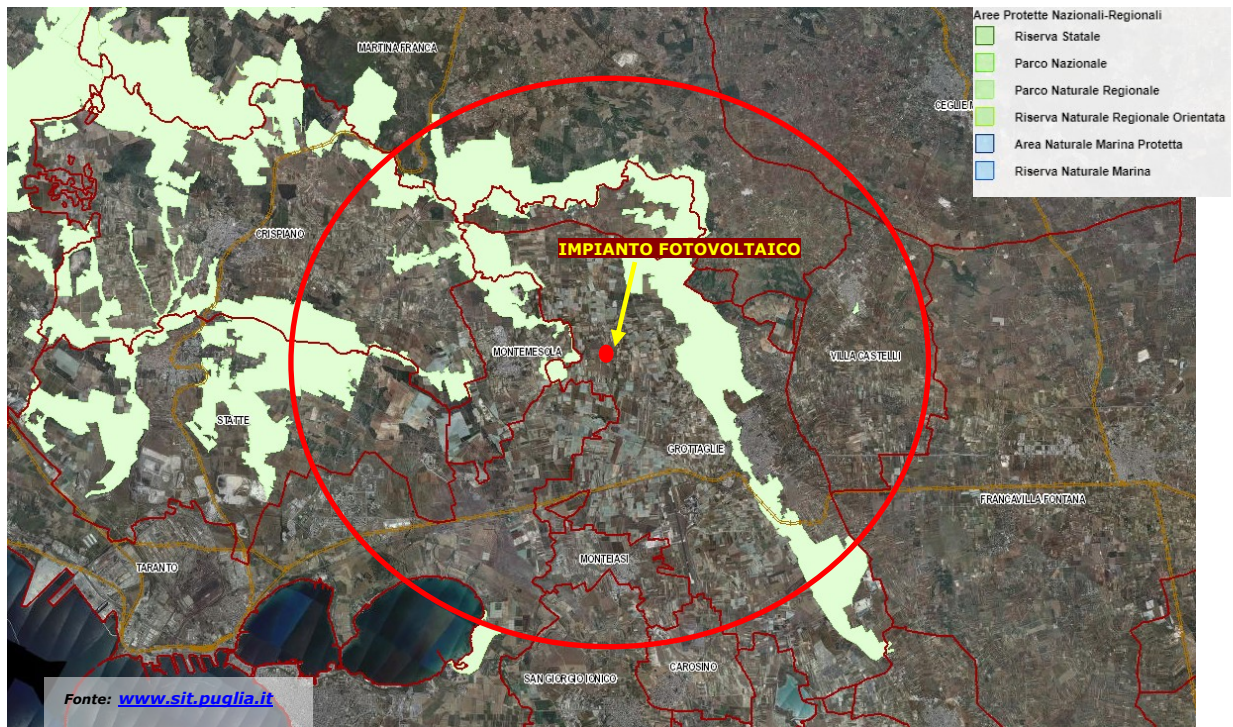 Aree Protette Nazionali-Regionali
Riserva Statale
Parco Nazionale
Parco Naturale Regionale
Riserva Naturale Regionale Orientata
Area Naturale Marina Protetta
Riserva Naturale Marina
MARTINA FRANCA
CEGLIE M
CRISPIANO
IMPIANTO FOTOVOLTAICO
MONTEMESOLA
VILLA CASTELLI
STATTE
GROTTAGLIE
FRANCAVILLA FONTANA
MONTEIASI
TARANTO
CAROSINO
SAN GIORGIO IONICO
Fonte: www.sit.puglia.it